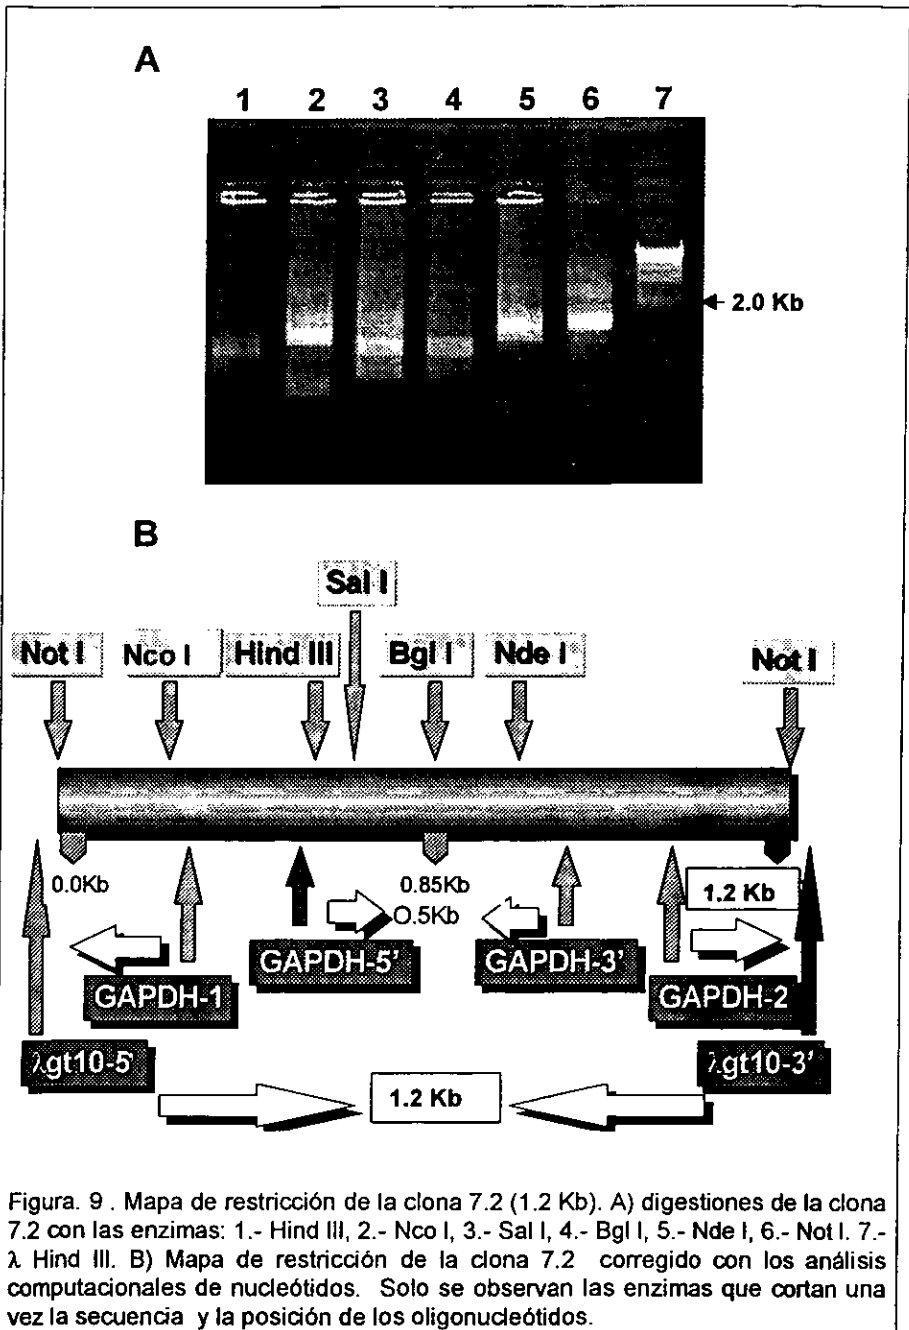 A
1 2 3 4 5 6 7
2.0 Kb
B
Sal I
Not I Nco I Hind III Bgl I Nde I Not I
0.0Kb 0.85Kb 1.2 Kb
O.5Kb
GAPDH-5' GAPDH-3'
GAPDH-1 GAPDH-2
λgt10-5' λgt10-3'
1.2 Kb
Figura. 9 . Mapa de restricción de la clona 7.2 (1.2 Kb). A) digestiones de la clona
7.2 con las enzimas: 1.- Hind III, 2.- Nco I, 3.- Sal I, 4.- Bgl I, 5.- Nde I, 6.- Not I. 7.-
λ Hind III. B) Mapa de restricción de la clona 7.2 corregido con los análisis
computacionales de nucleótidos. Solo se observan las enzimas que cortan una
vez la secuencia y la posición de los oligonucleótidos.